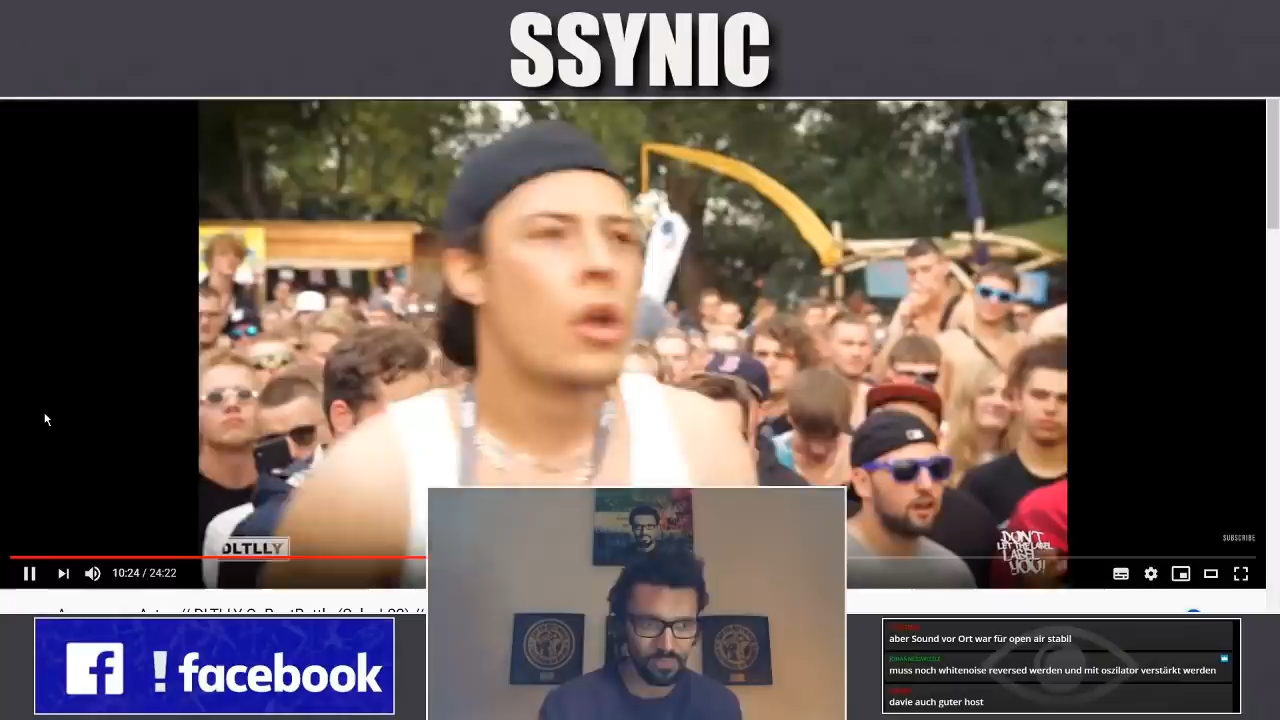 SSYNIC
DLTLLY
DON'T
LET THE LABEL
LABEL
YOU!
SUBSCRIBE
10:24 / 24:22
! facebook
aber Sound vor Ort war für open air stabil
muss noch whitenoise reversed werden und mit oszilator verstärkt werden
davie auch guter host